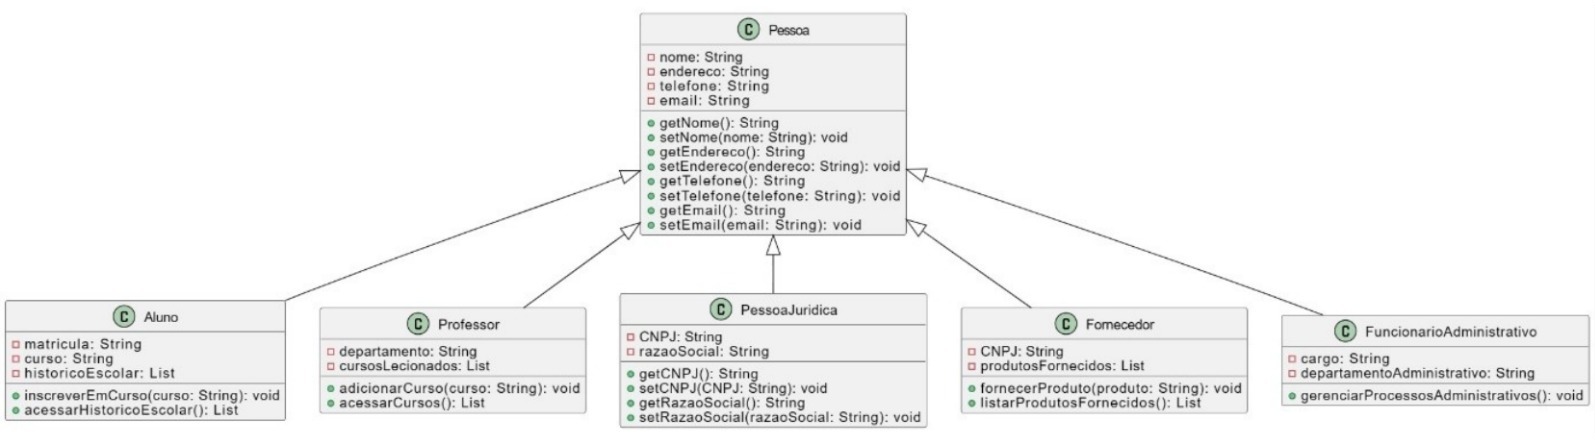 C Pessoa
nome: String
endereco: String
telefone: String
email: String
getNome(): String
setNome(nome: String): void
getEndereco(): String
setEndereco(endereco: String): void
getTelefone(): String
setTelefone(telefone: String): void
getEmail(): String
setEmail(email: String): void
C Aluno
matricula: String
curso: String
historicoEscolar: List
inscreverEmCurso(curso: String): void
acessarHistoricoEscolar(): List
C Professor
departamento: String
cursosLecionados: List
adicionarCurso(curso: String): void
acessarCursos(): List
C PessoaJuridica
CNPJ: String
razaoSocial: String
getCNPJ(): String
setCNPJ(CNPJ: String): void
getRazaoSocial(): String
setRazaoSocial(razaoSocial: String): void
C Fornecedor
CNPJ: String
produtosFornecidos: List
fornecerProduto(produto: String): void
listarProdutosFornecidos(): List
C FuncionarioAdministrativo
cargo: String
departamentoAdministrativo: String
gerenciarProcessosAdministrativos(): void